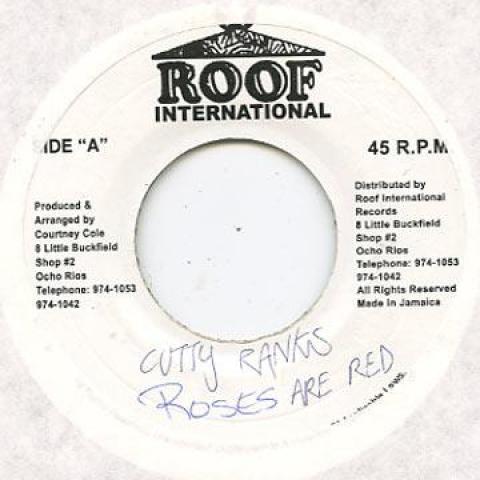 ROOF
INTERNATIONAL
SIDE "A"
45 R.P.M
Produced &
Arranged by
Courtney Cole
8 Little Buckfield
Shop #2
Ocho Rios
Telephone: 974-1053
974-1042
Distributed by
Roof International
Records
8 Little Buckfield
Shop #2
Ocho Rios
Telephone: 974-1053
974-1042
All Rights Reserved
Made in Jamaica
CUTTY RANKS
ROSES ARE RED